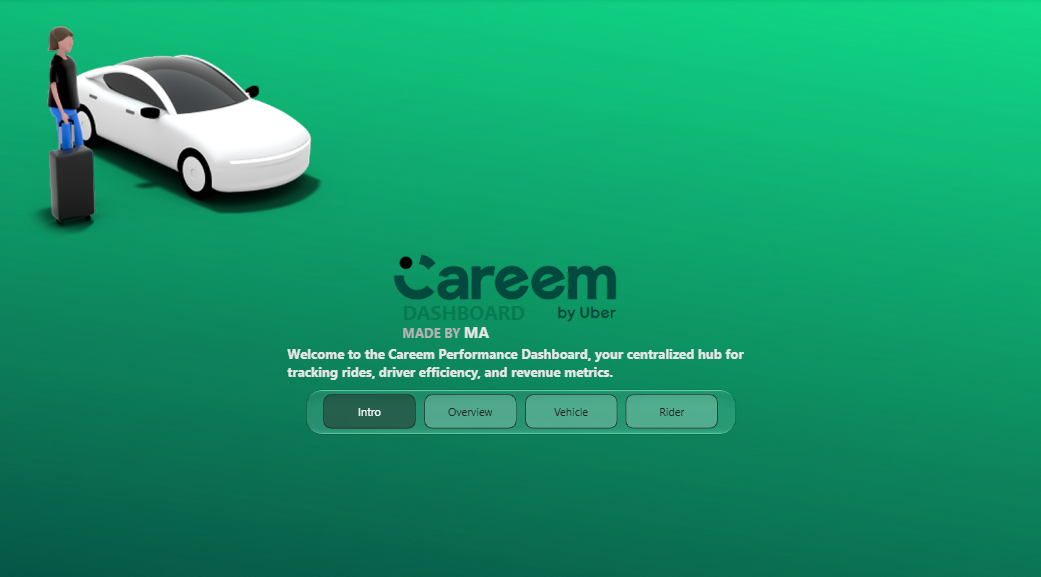 Careem
DASHBOARD by Uber
MADE BY MA
Welcome to the Careem Performance Dashboard, your centralized hub for
tracking rides, driver efficiency, and revenue metrics.
Intro Overview Vehicle Rider